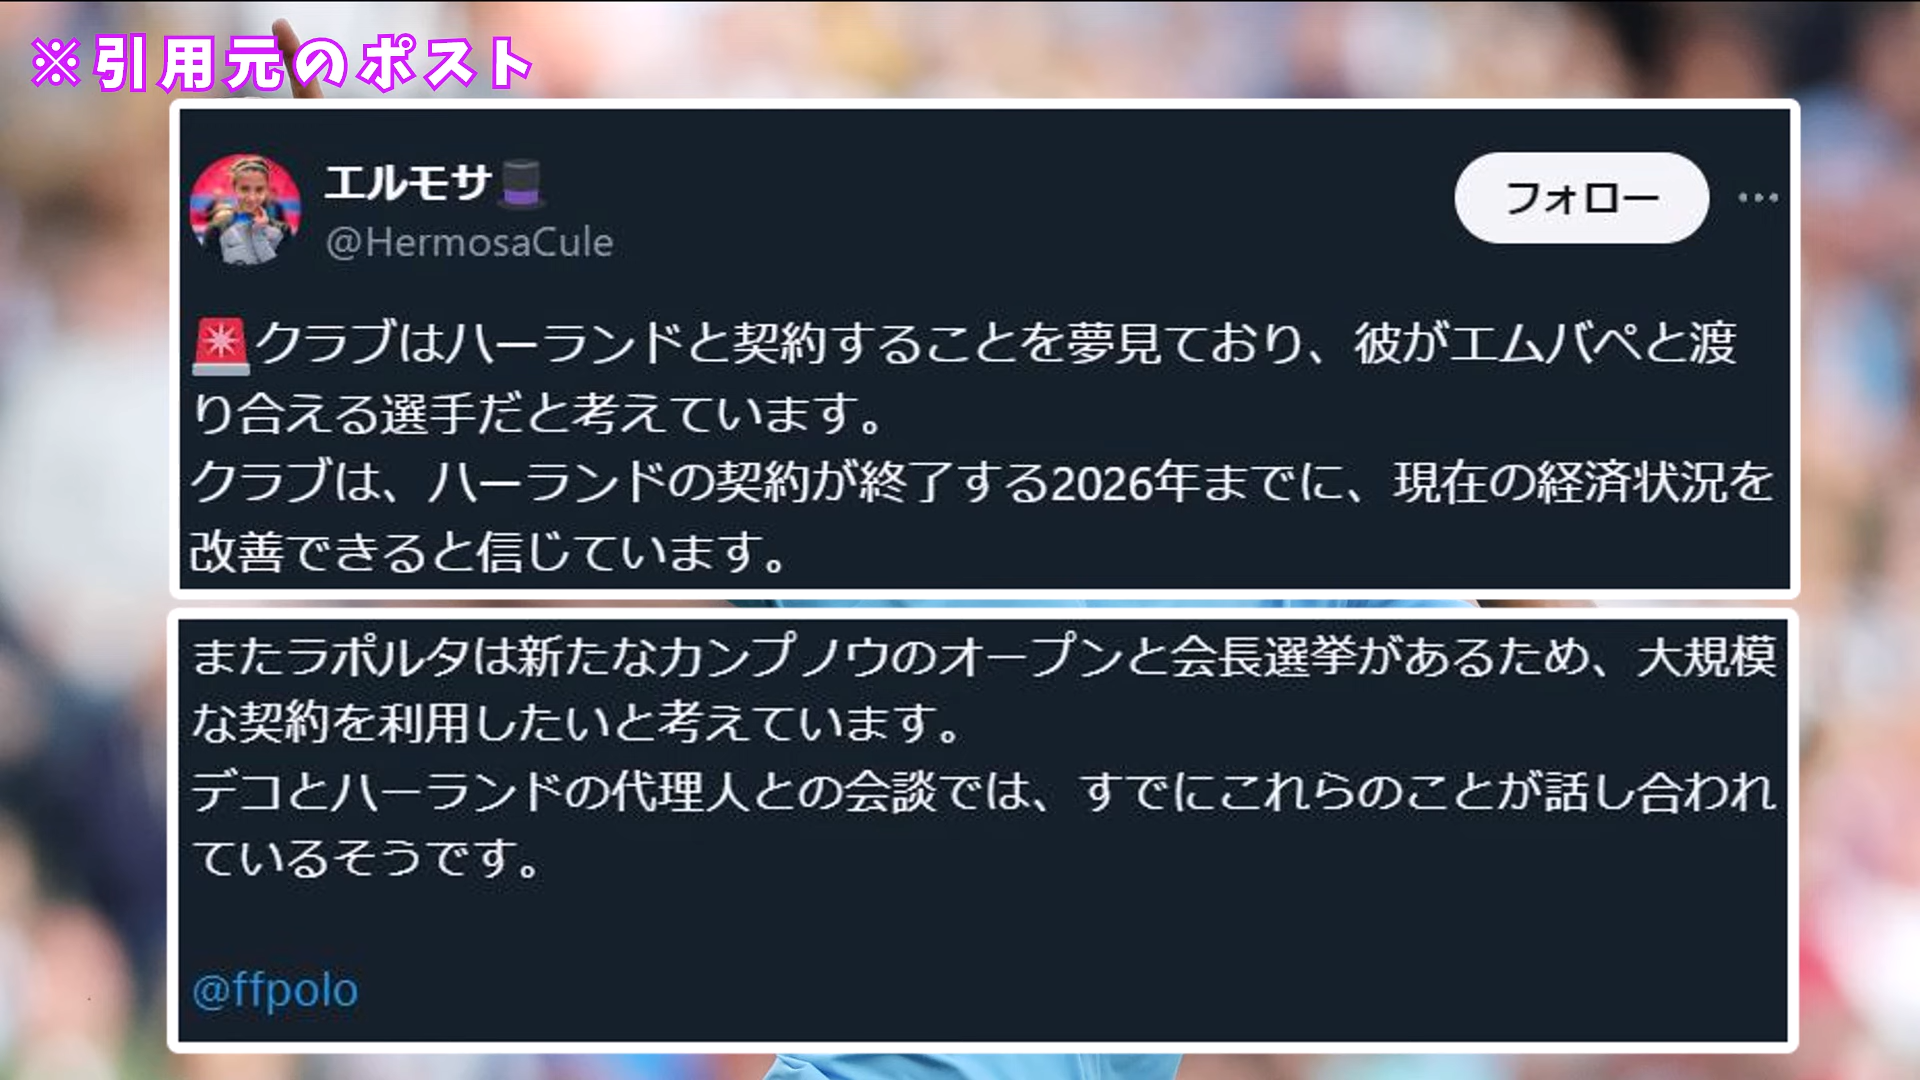 ※引用元のポスト
エルモサ🎩
フォロー
@HermosaCule
🚨クラブはハーランドと契約することを夢見ており、彼がエムバペと渡
り合える選手だと考えています。
クラブは、ハーランドの契約が終了する2026年までに、現在の経済状況を
改善できると信じています。
またラポルタは新たなカンプノウのオープンと会長選挙があるため、大規模
な契約を利用したいと考えています。
デコとハーランドの代理人との会談では、すでにこれらのことが話し合われ
ているそうです。
@ffpolo